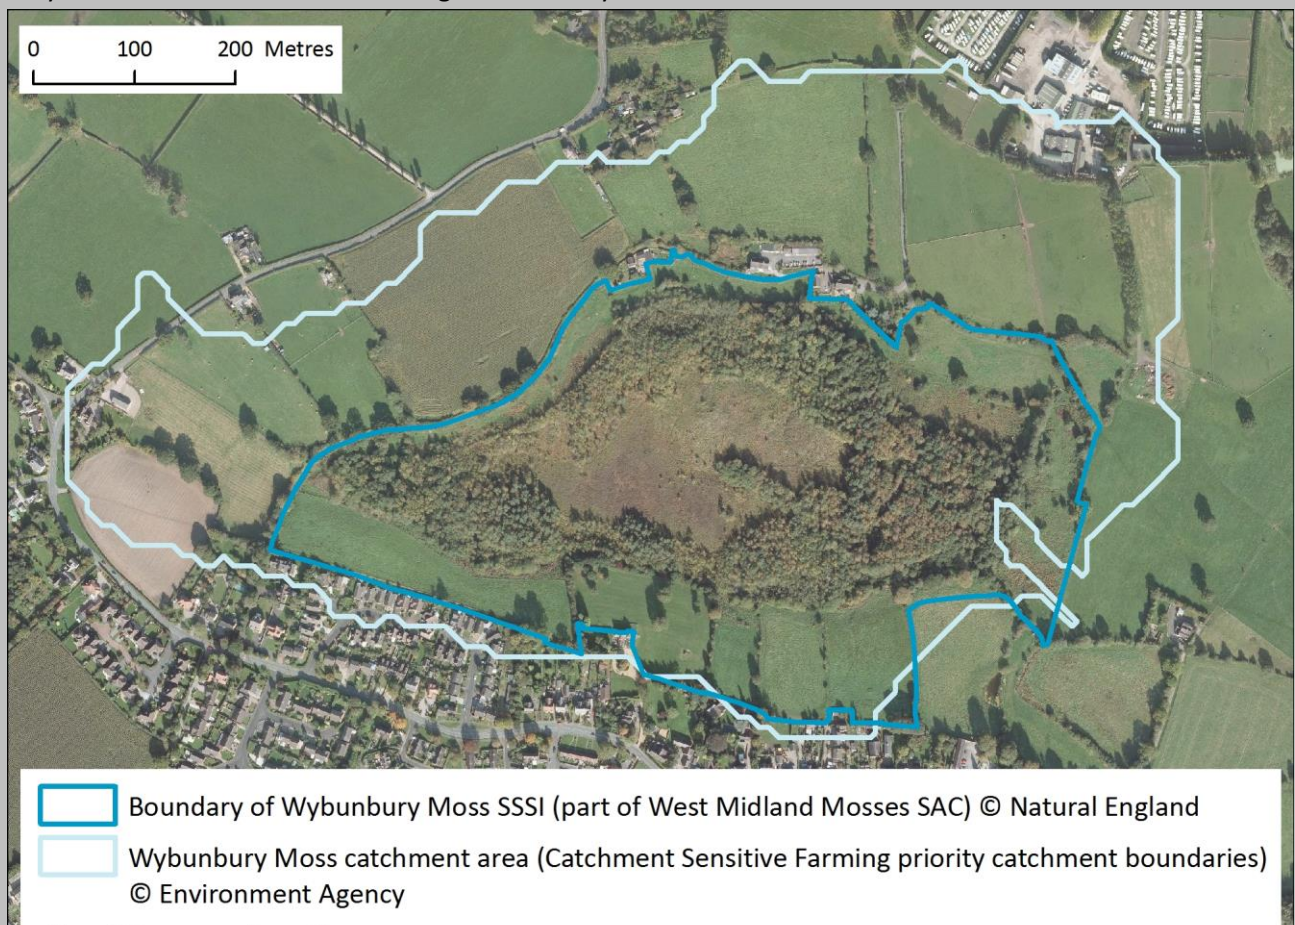 0 100 200 Metres
Boundary of Wybunbury Moss SSSI (part of West Midland Mosses SAC) © Natural England
Wybunbury Moss catchment area (Catchment Sensitive Farming priority catchment boundaries)
© Environment Agency